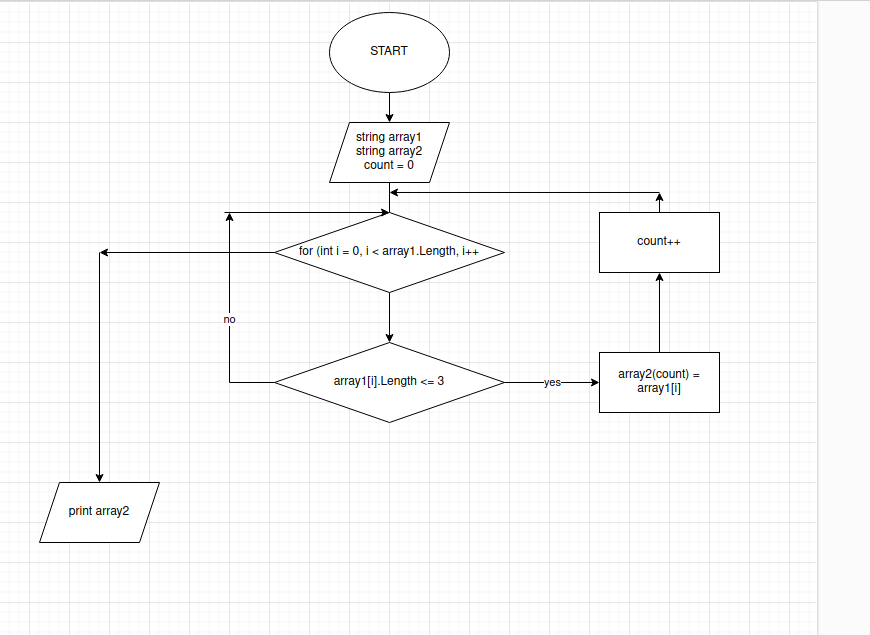 START
string array1
string array2
count = 0
for (int i = 0, i < array1.Length, i++
count++
no
array1[i].Length <= 3
yes
array2(count) =
array1[i]
print array2